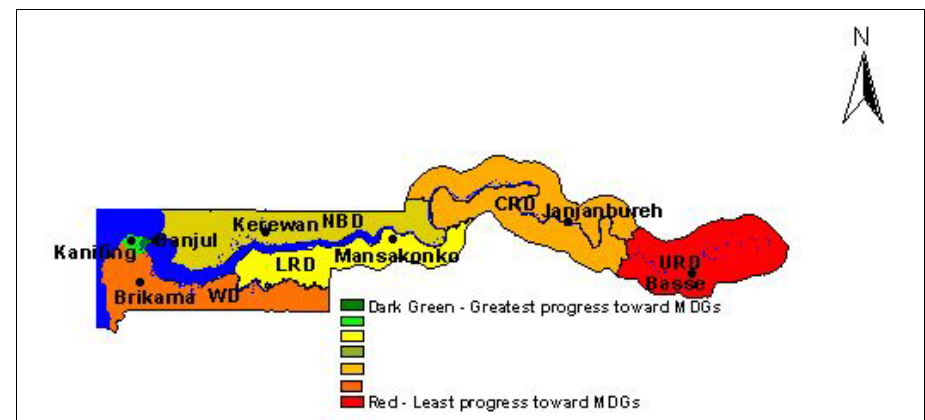 N
CRD Janjanbureh
Kerewan NBD
Kanifing Banjul
Mansakonko
LRD
URD
Basse
Brikama WD
Dark Green - Greatest progress toward MDGs
Red - Least progress toward MDGs